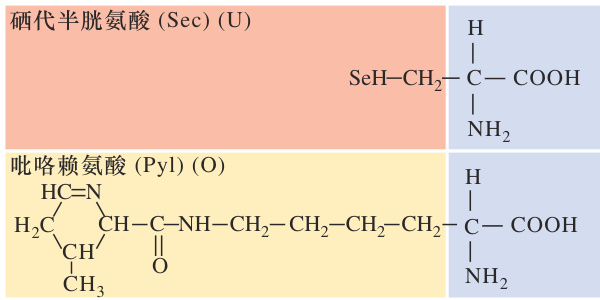 硒代半胱氨酸 (Sec) (U)
H
SeH—CH₂—C—COOH
NH₂
吡咯赖氨酸 (Pyl) (O)
HC=N
H₂C
CH—C—NH—CH₂—CH₂—CH₂—CH₂—C—COOH
H
CH
O
NH₂
CH₃